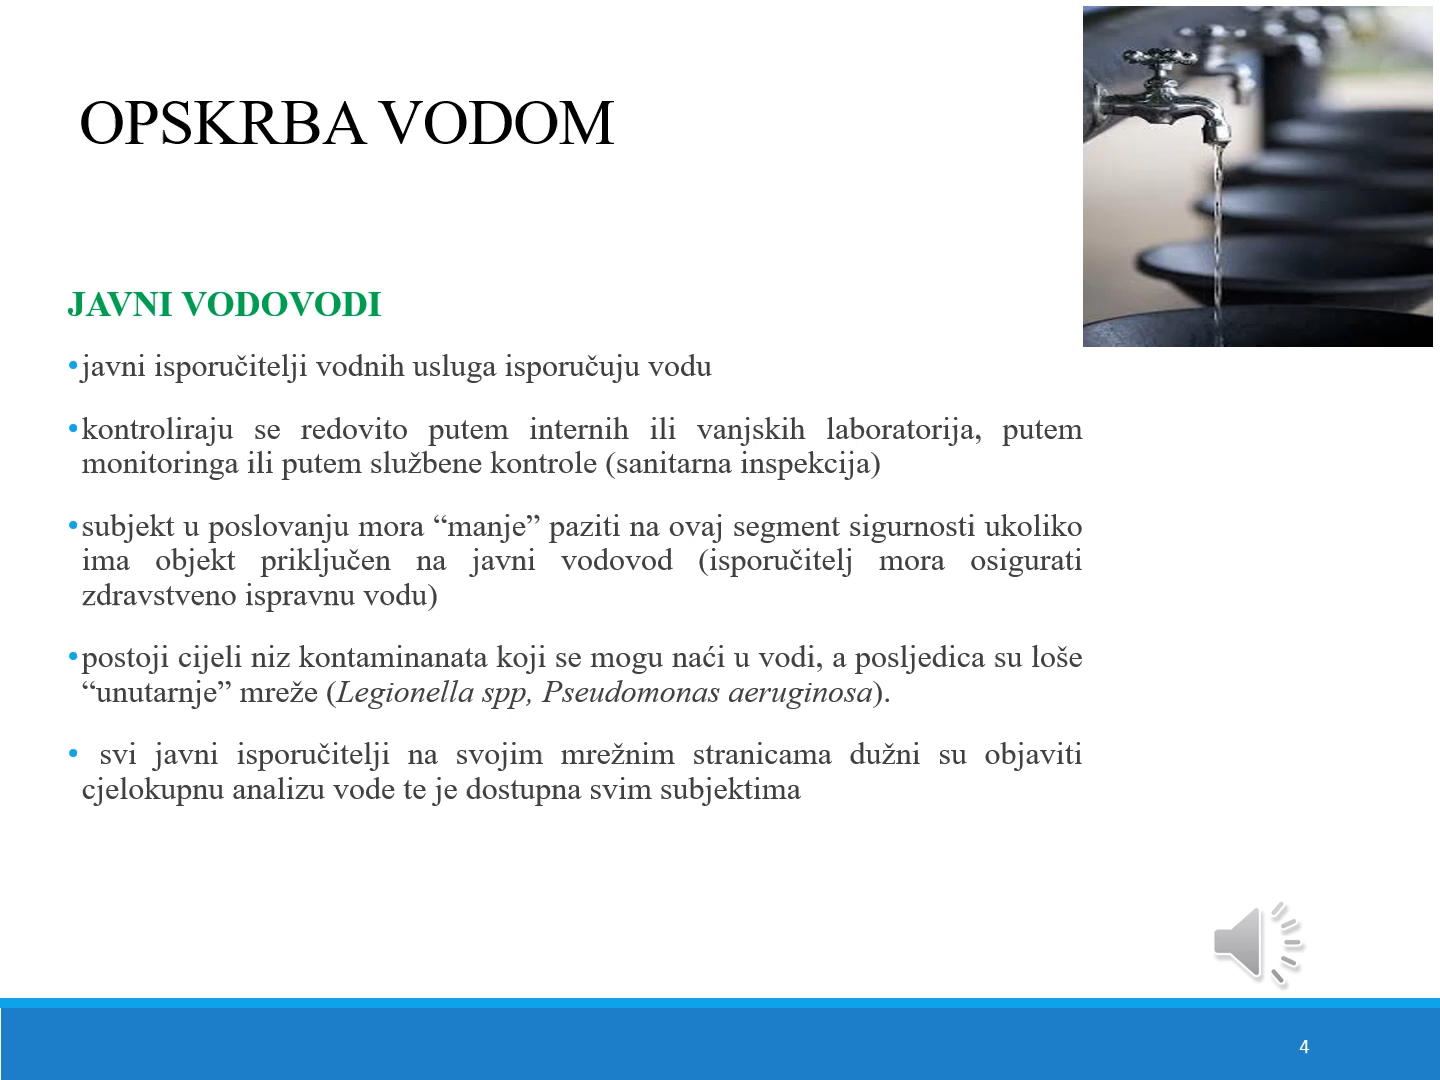 OPSKRBA VODOM
JAVNI VODOVODI
•javni isporučitelji vodnih usluga isporučuju vodu
•kontroliraju se redovito putem internih ili vanjskih laboratorija, putem
monitoringa ili putem službene kontrole (sanitarna inspekcija)
•subjekt u poslovanju mora “manje” paziti na ovaj segment sigurnosti ukoliko
ima objekt priključen na javni vodovod (isporučitelj mora osigurati
zdravstveno ispravnu vodu)
•postoji cijeli niz kontaminanata koji se mogu naći u vodi, a posljedica su loše
“unutarnje” mreže (Legionella spp, Pseudomonas aeruginosa).
• svi javni isporučitelji na svojim mrežnim stranicama dužni su objaviti
cjelokupnu analizu vode te je dostupna svim subjektima
4